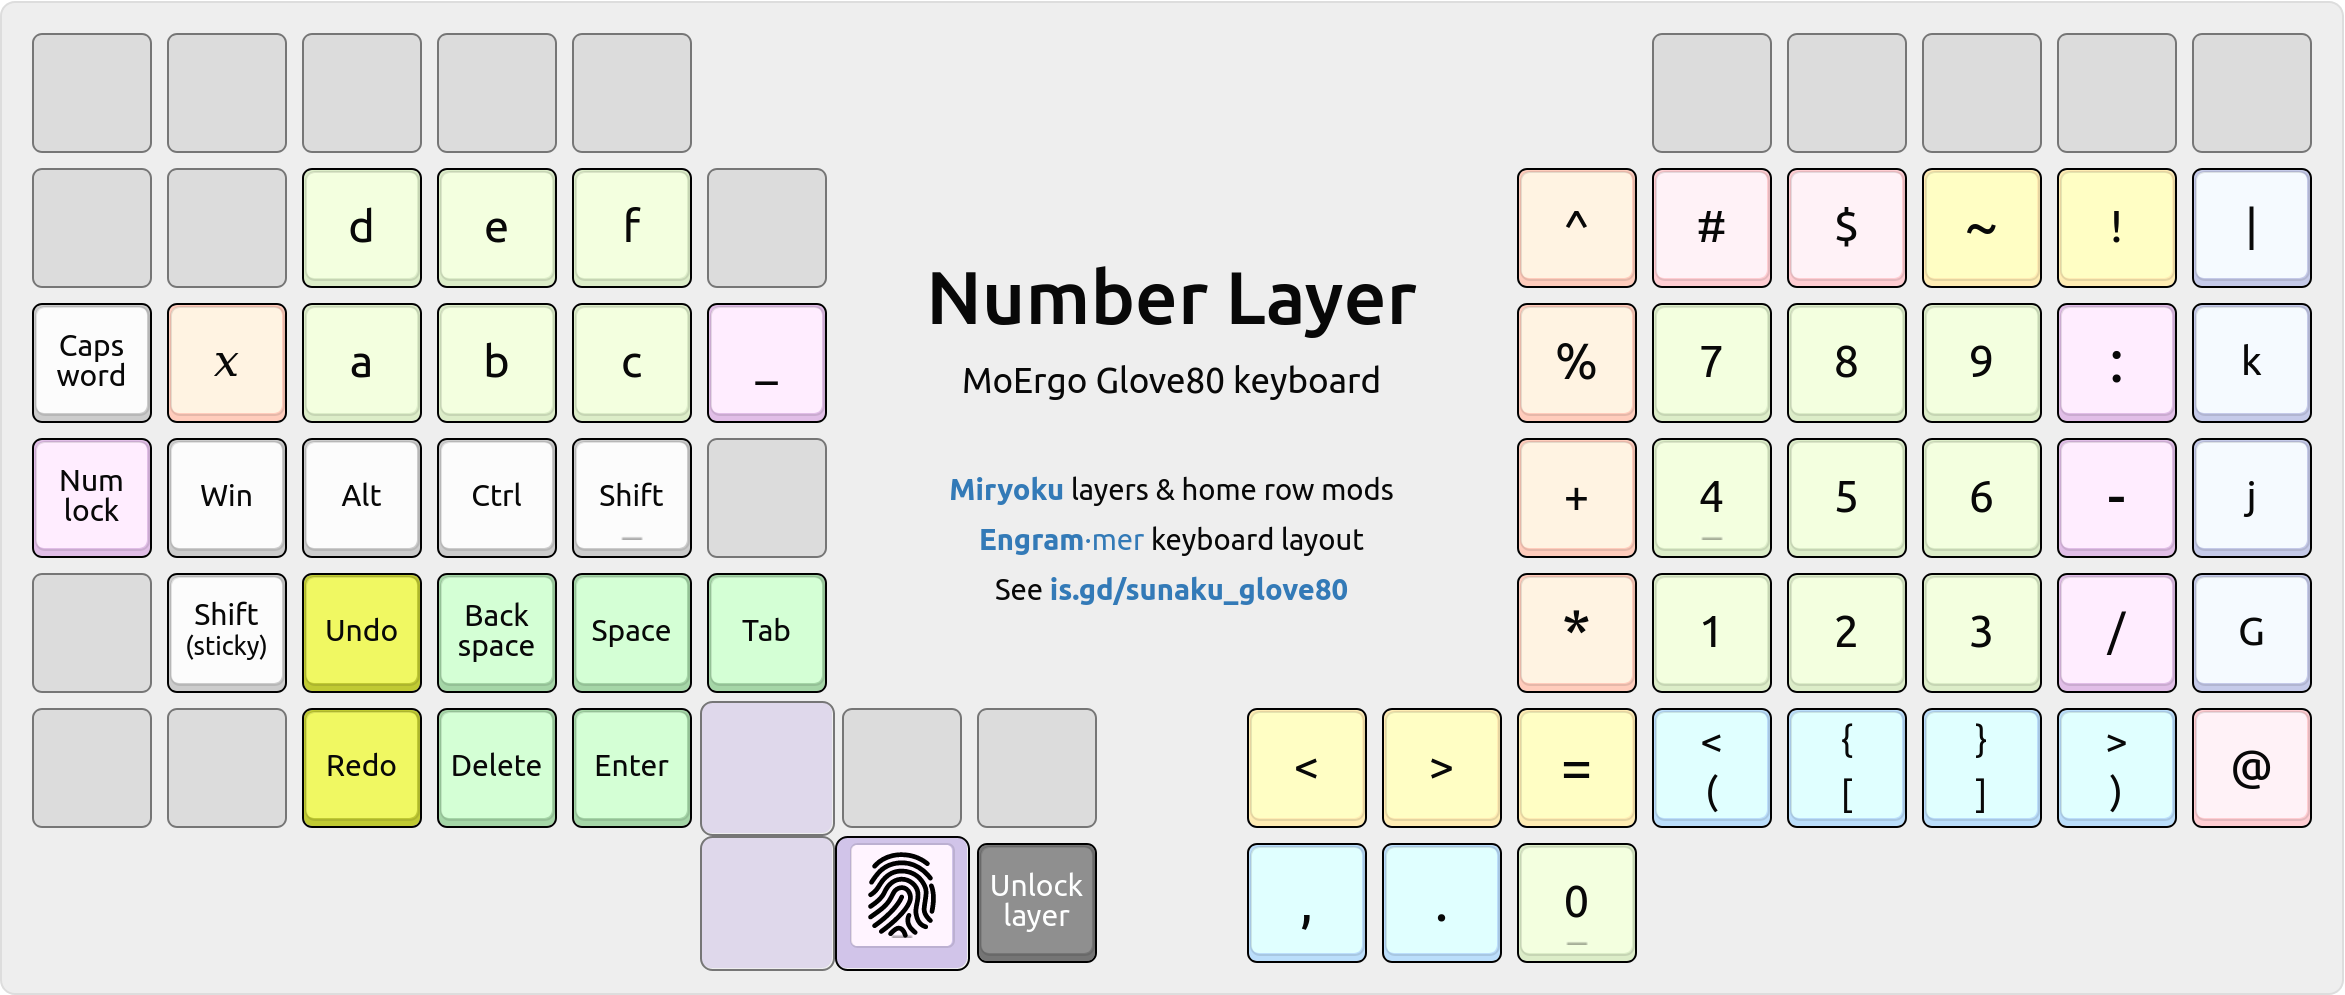 d e f ^ # $ ~ ! |
Number Layer
Caps
word
x a b c _ % 7 8 9 : k
MoErgo Glove80 keyboard
Num
lock
Win Alt Ctrl Shift + 4 5 6 - j
Miryoku layers & home row mods
Engram·mer keyboard layout
See is.gd/sunaku_glove80
Shift
(sticky)
Undo
Back
space
Space Tab * 1 2 3 / G
Redo Delete Enter < > =
<
(
{
[
}
]
>
)
@
Unlock
layer
, . 0